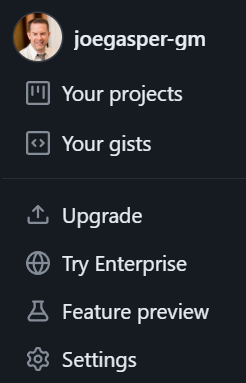 joegasper-gm
Your projects
Your gists
Upgrade
Try Enterprise
Feature preview
Settings